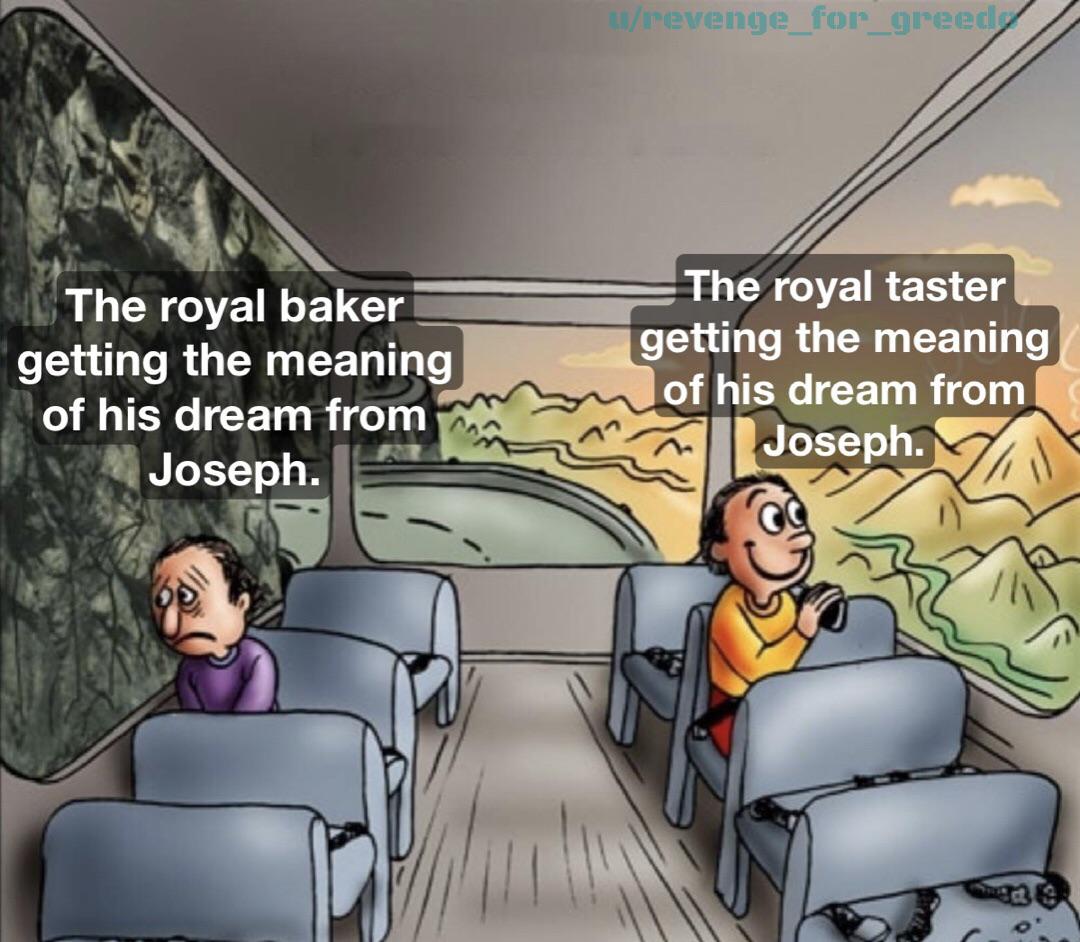 u/revenge_for_greedo
The royal baker
getting the meaning
of his dream from
Joseph.
The royal taster
getting the meaning
of his dream from
Joseph.